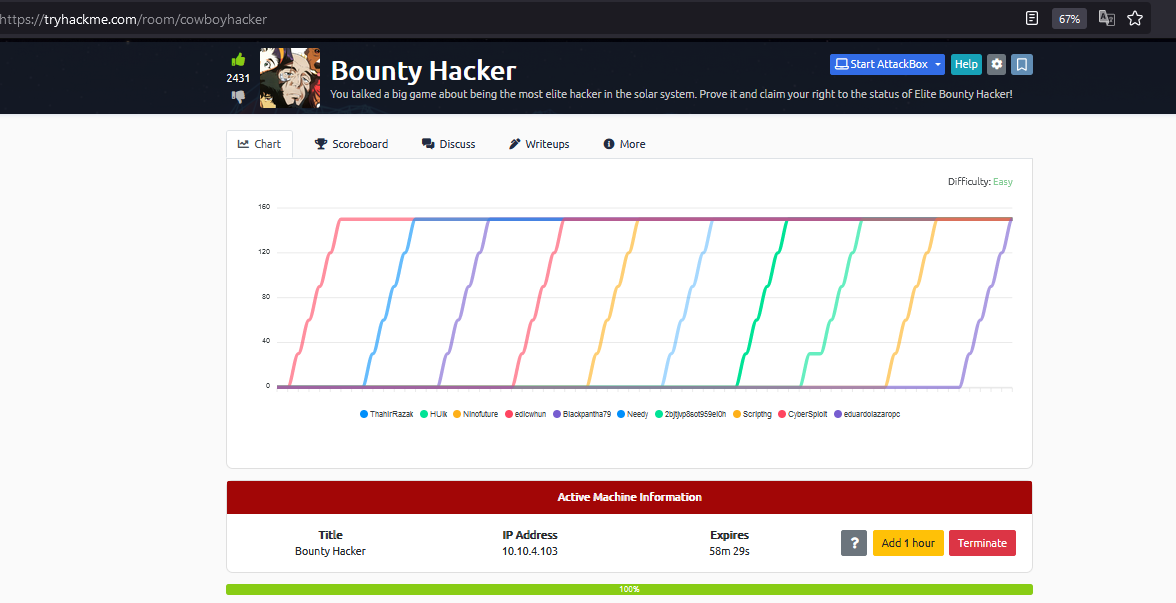 https://tryhackme.com/room/cowboyhacker
67%
2431
Bounty Hacker
You talked a big game about being the most elite hacker in the solar system. Prove it and claim your right to the status of Elite Bounty Hacker!
Start AttackBox
Help
Chart
Scoreboard
Discuss
Writeups
More
Difficulty: Easy
160
120
80
40
0
ThahirRazak HUlk Ninofuture edicwhun Blackpantha79 Needy Scriptng CyberSploit eduardolazaropc
Active Machine Information
Title IP Address Expires
Bounty Hacker 10.10.4.103 58m 29s
? Add 1 hour Terminate
100%